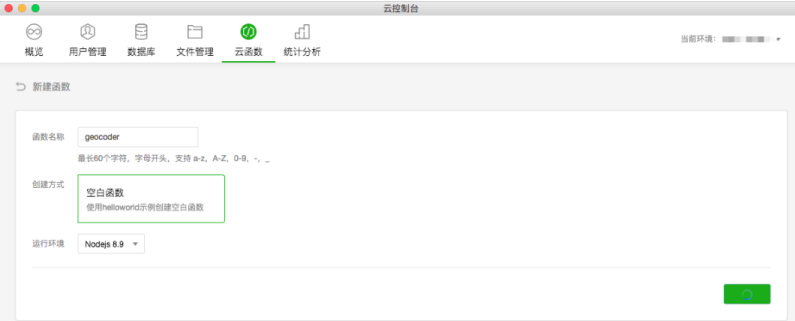 云控制台
概览 用户管理 数据库 文件管理 云函数 统计分析 当前环境:
新建函数
函数名称 geocoder
最长60个字符，字母开头，支持 a-z，A-Z，0-9，-，_
创建方式 空白函数
使用helloworld示例创建空白函数
运行环境 Nodejs 8.9